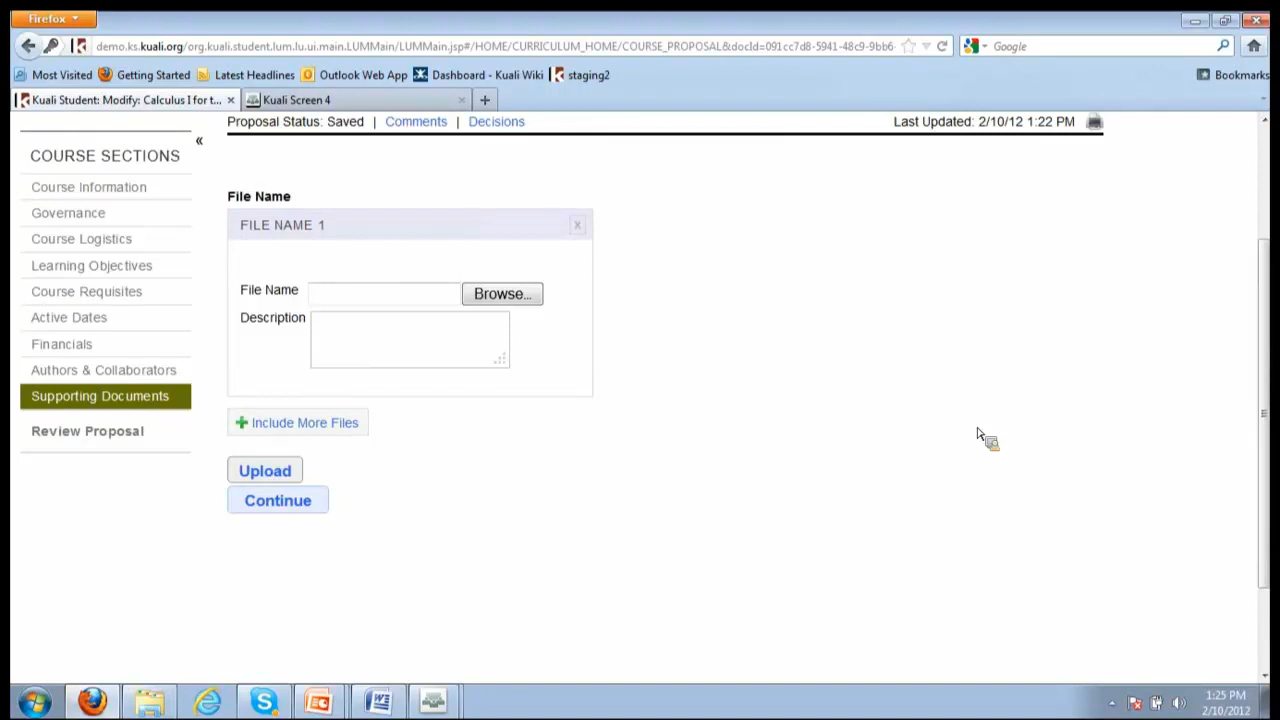 Firefox
demo.ks.kuali.org/org.kuali.student.lum.lu.ui.main.LUMMain/LUMMain.jsp#/HOME/CURRICULUM_HOME/COURSE_PROPOSAL&docId=091cc7d8-5941-48c9-9bb6-
Google
Most Visited Getting Started Latest Headlines Outlook Web App Dashboard - Kuali Wiki staging2 Bookmarks
Kuali Student: Modify: Calculus I for t... Kuali Screen 4
Proposal Status: Saved | Comments | Decisions Last Updated: 2/10/12 1:22 PM
COURSE SECTIONS
Course Information
Governance
Course Logistics
Learning Objectives
Course Requisites
Active Dates
Financials
Authors & Collaborators
Supporting Documents
Review Proposal
File Name
FILE NAME 1
File Name Browse...
Description
Include More Files
Upload
Continue
1:25 PM
2/10/2012